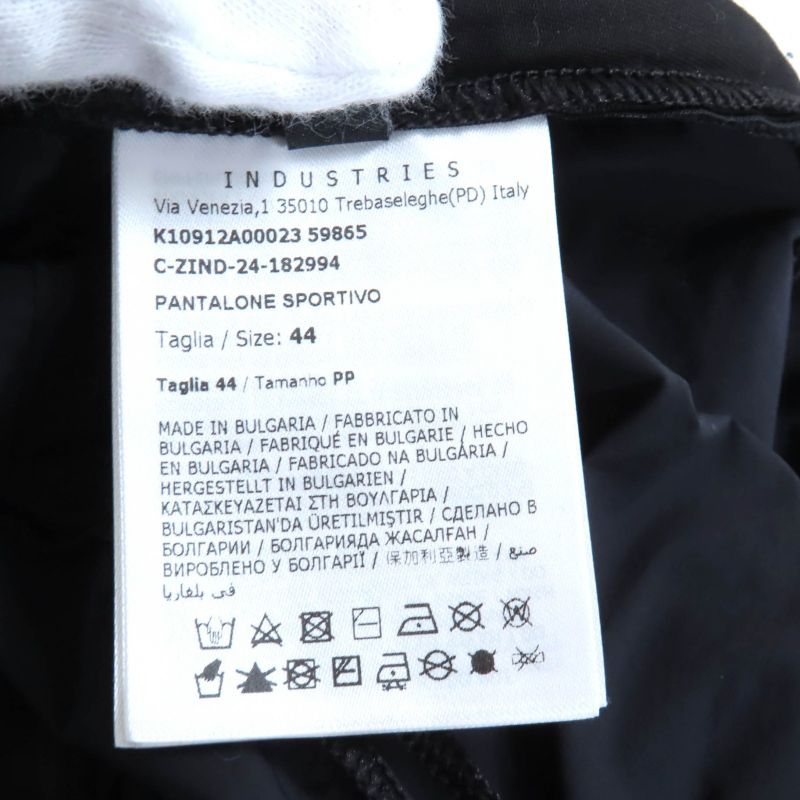 INDUSTRIES
Via Venezia,1 35010 Trebaseleghe(PD) Italy
K10912A00023 59865
C-ZIND-24-182994
PANTALONE SPORTIVO
Taglia / Size: 44
Taglia 44 / Tamanho PP
MADE IN BULGARIA / FABBRICATO IN
BULGARIA / FABRIQUÉ EN BULGARIE / HECHO
EN BULGARIA / FABRICADO NA BULGÁRIA /
HERGESTELLT IN BULGARIEN /
ΚΑΤΑΣΚΕΥΑΖΕΤΑΙ ΣΤΗ ΒΟΥΛΓΑΡΙΑ /
BULGARISTAN'DA ÜRETILMIŞTIR / СДЕЛАНО В
БОЛГАРИИ / БОЛГАРИЯДА ЖАСАЛҒАН /
ВИРОБЛЕНО У БОЛГАРІЇ / 保加利亞製造 / صنع
في بلغاريا